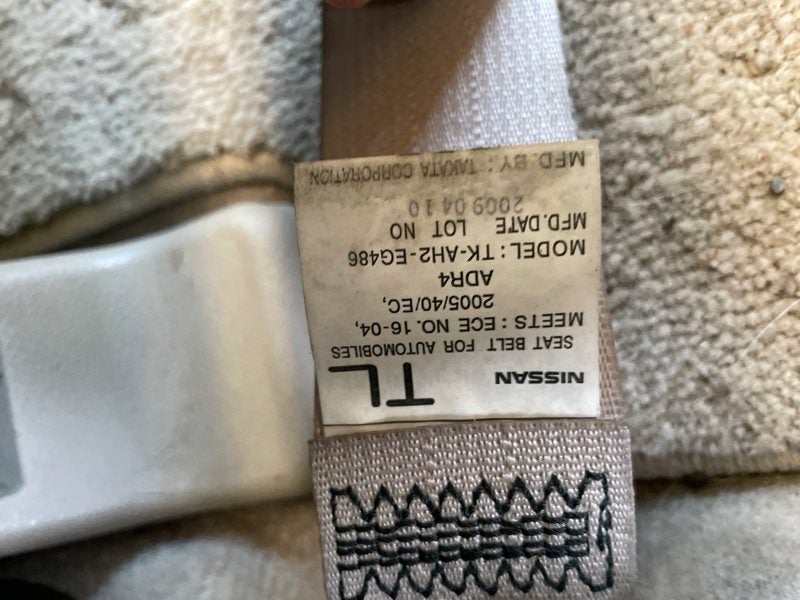 NISSAN TL
SEAT BELT FOR AUTOMOBILES
MEETS : ECE NO. 16-04,
2005/40/EC,
ADR4
MODEL : TK-AH2-EG486
MFD.DATE LOT NO
2009 04 10
MFD. BY : TAKATA CORPORATION